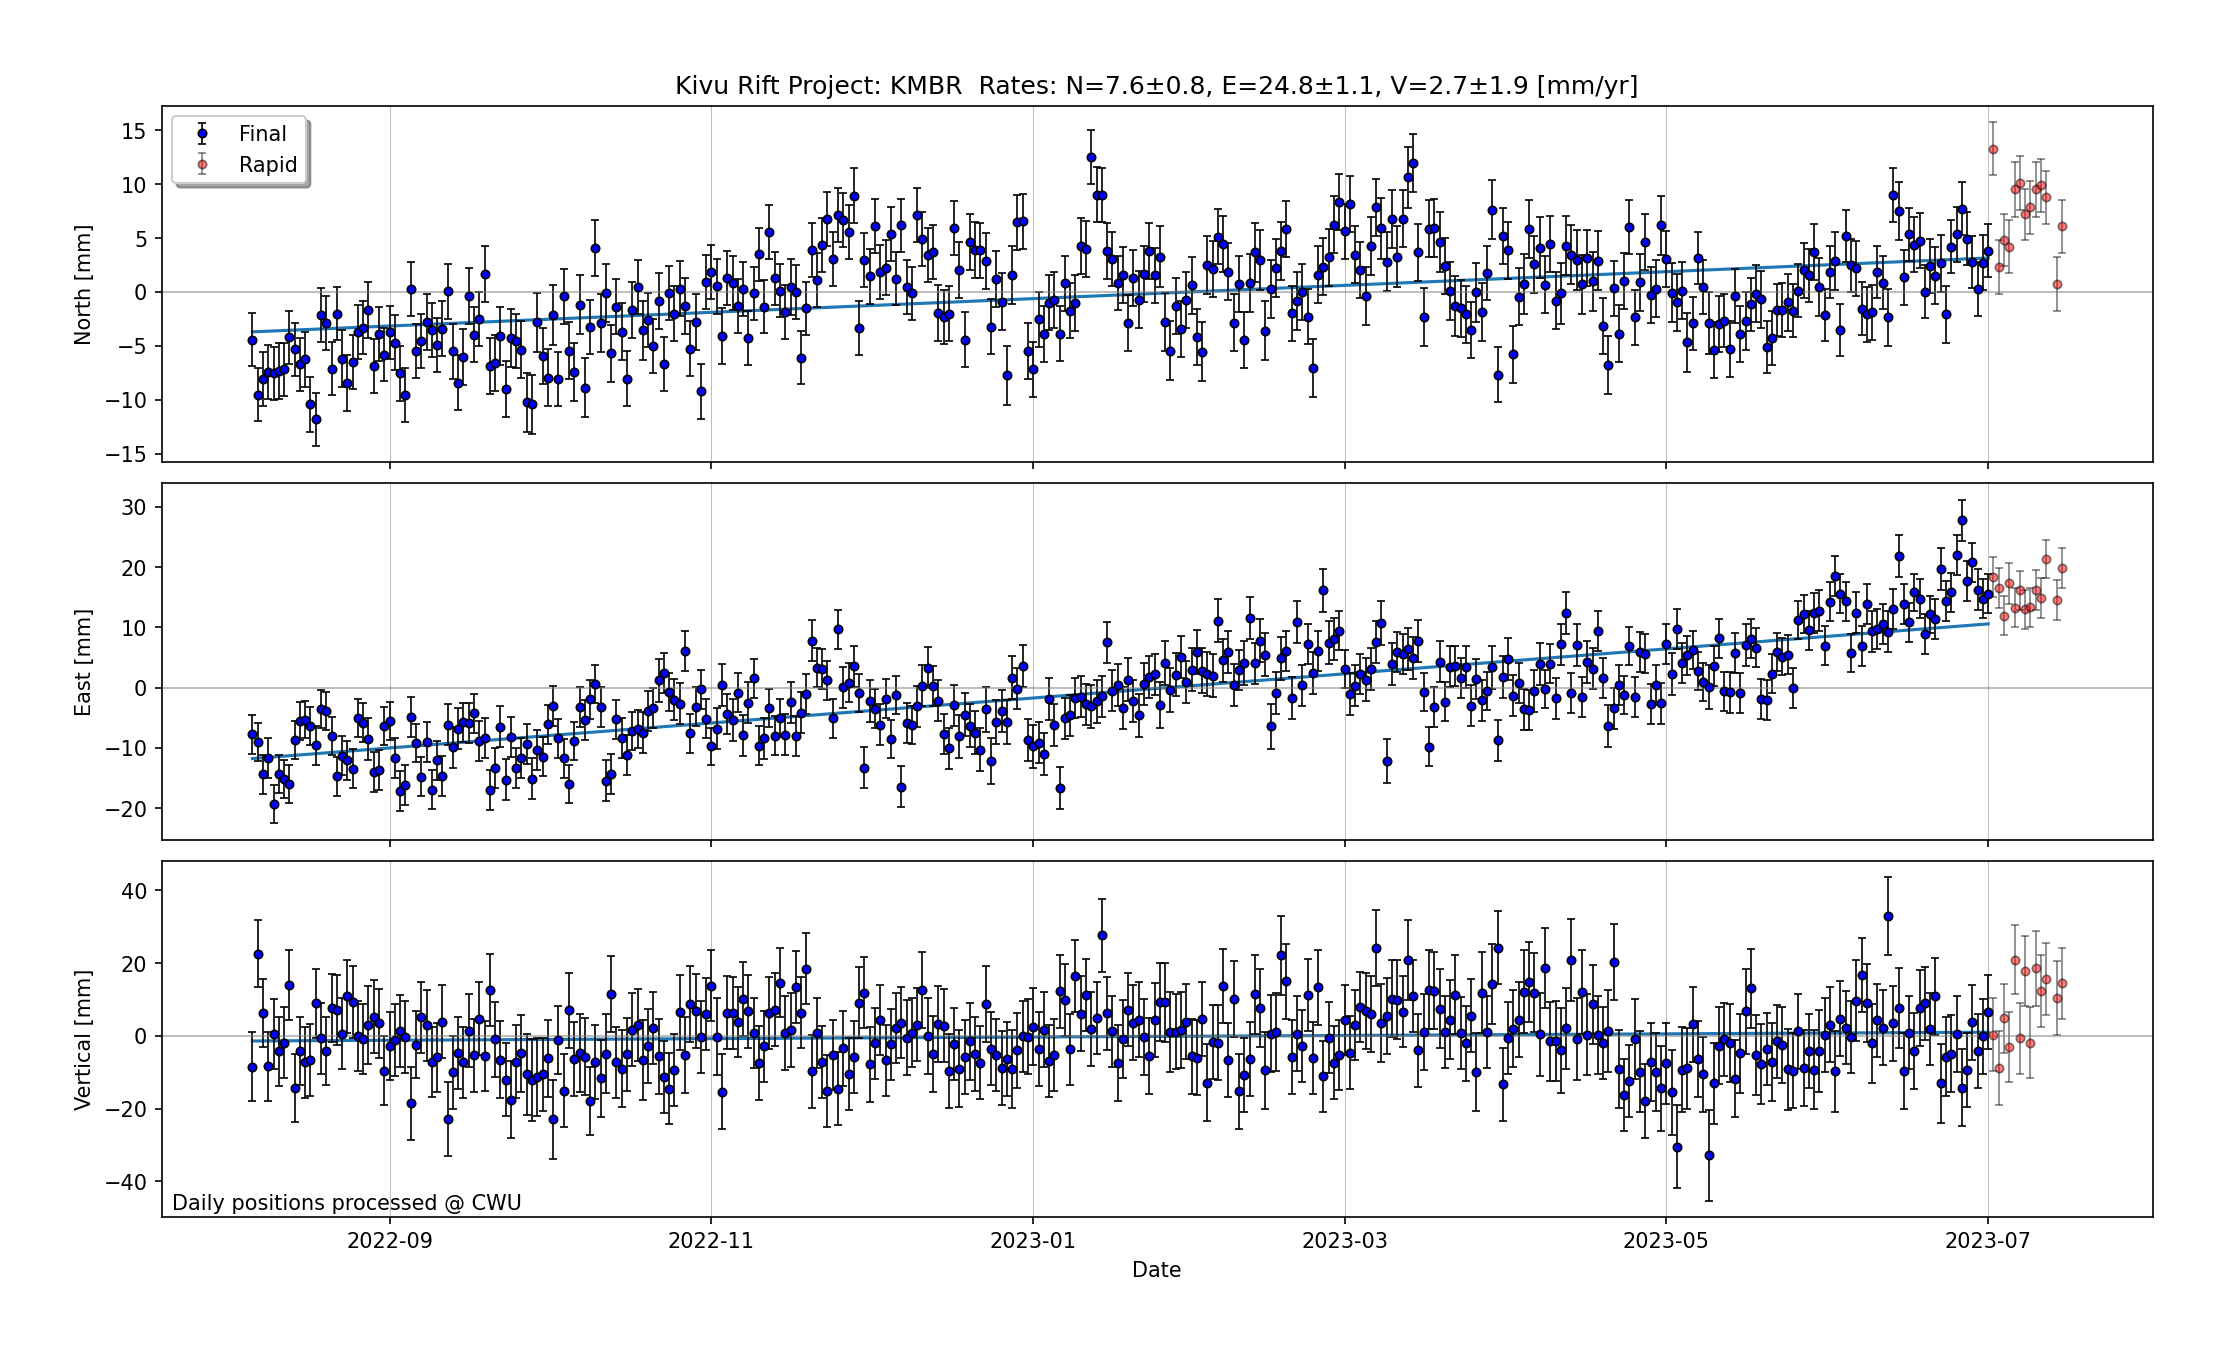 Kivu Rift Project: KMBR  Rates: N=7.6±0.8, E=24.8±1.1, V=2.7±1.9 [mm/yr]
Final
Rapid
15
10
5
0
−5
−10
−15
North [mm]
30
20
10
0
−10
−20
East [mm]
40
20
0
−20
−40
Vertical [mm]
Daily positions processed @ CWU
2022-09 2022-11 2023-01 2023-03 2023-05 2023-07
Date